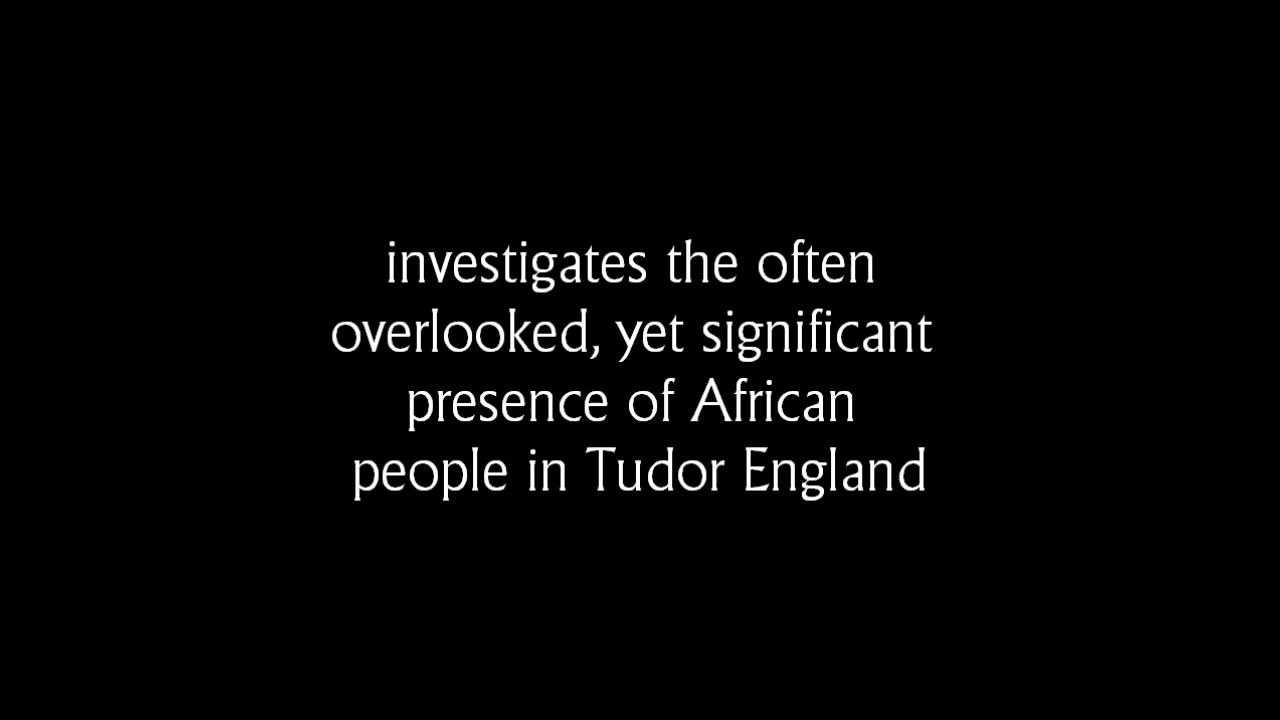 investigates the often
overlooked, yet significant
presence of African
people in Tudor England